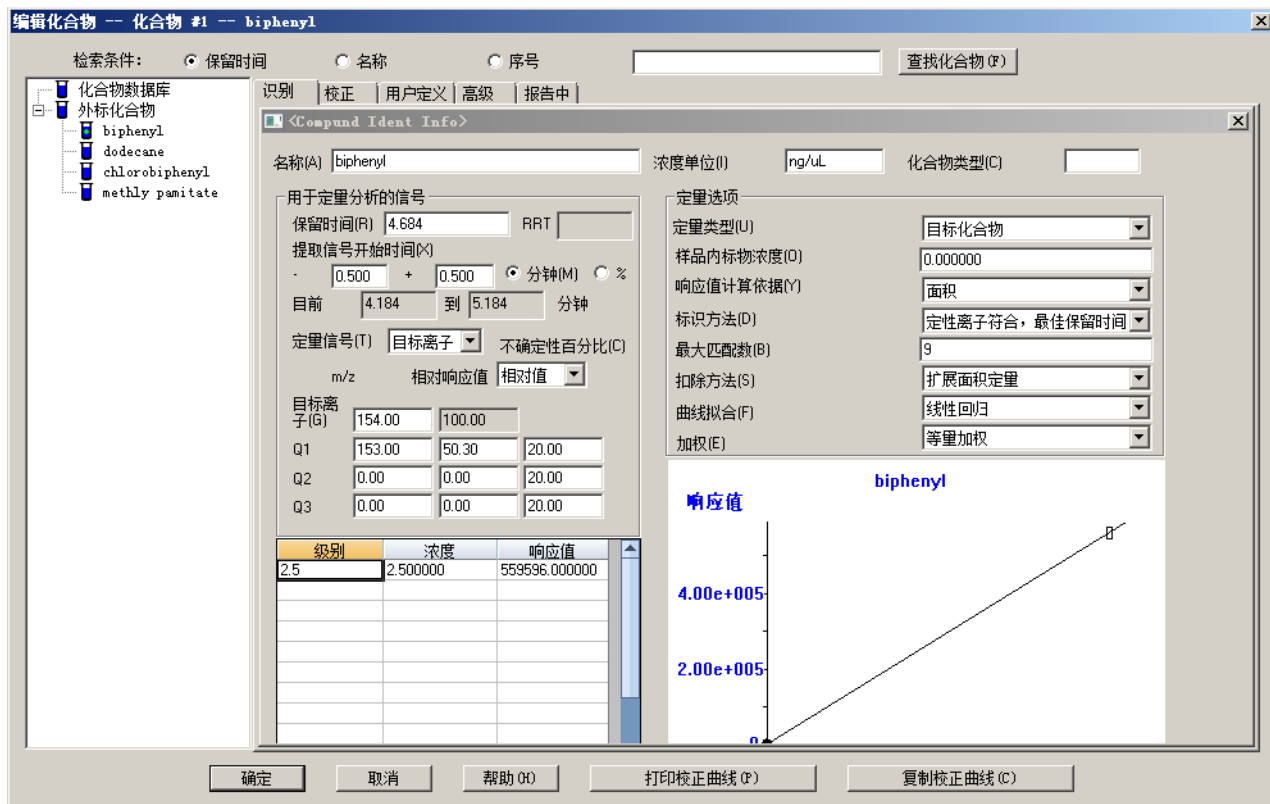 编辑化合物 -- 化合物 #1 -- biphenyl
检索条件: 保留时间 名称 序号 查找化合物(F)
化合物数据库
外标化合物
biphenyl
dodecane
chlorobiphenyl
methly pamitate
识别 校正 用户定义 高级 报告中
<Compund Ident Info>
名称(A) biphenyl 浓度单位(I) ng/uL 化合物类型(C)
用于定量分析的信号
保留时间(R) 4.684 RRT
提取信号开始时间(X)
- 0.500 + 0.500 分钟(M) %
目前 4.184 到 5.184 分钟
定量信号(T) 目标离子 不确定性百分比(C)
m/z 相对响应值 相对值
目标离
子(G) 154.00 100.00
Q1 153.00 50.30 20.00
Q2 0.00 0.00 20.00
Q3 0.00 0.00 20.00
定量选项
定量类型(U) 目标化合物
样品内标物浓度(O) 0.000000
响应值计算依据(Y) 面积
标识方法(D) 定性离子符合，最佳保留时间
最大匹配数(B) 9
扣除方法(S) 扩展面积定量
曲线拟合(F) 线性回归
加权(E) 等量加权
级别 浓度 响应值
2.5 2.500000 559596.000000
biphenyl
响应值
4.00e+005
2.00e+005
0
确定 取消 帮助(H) 打印校正曲线(P) 复制校正曲线(C)